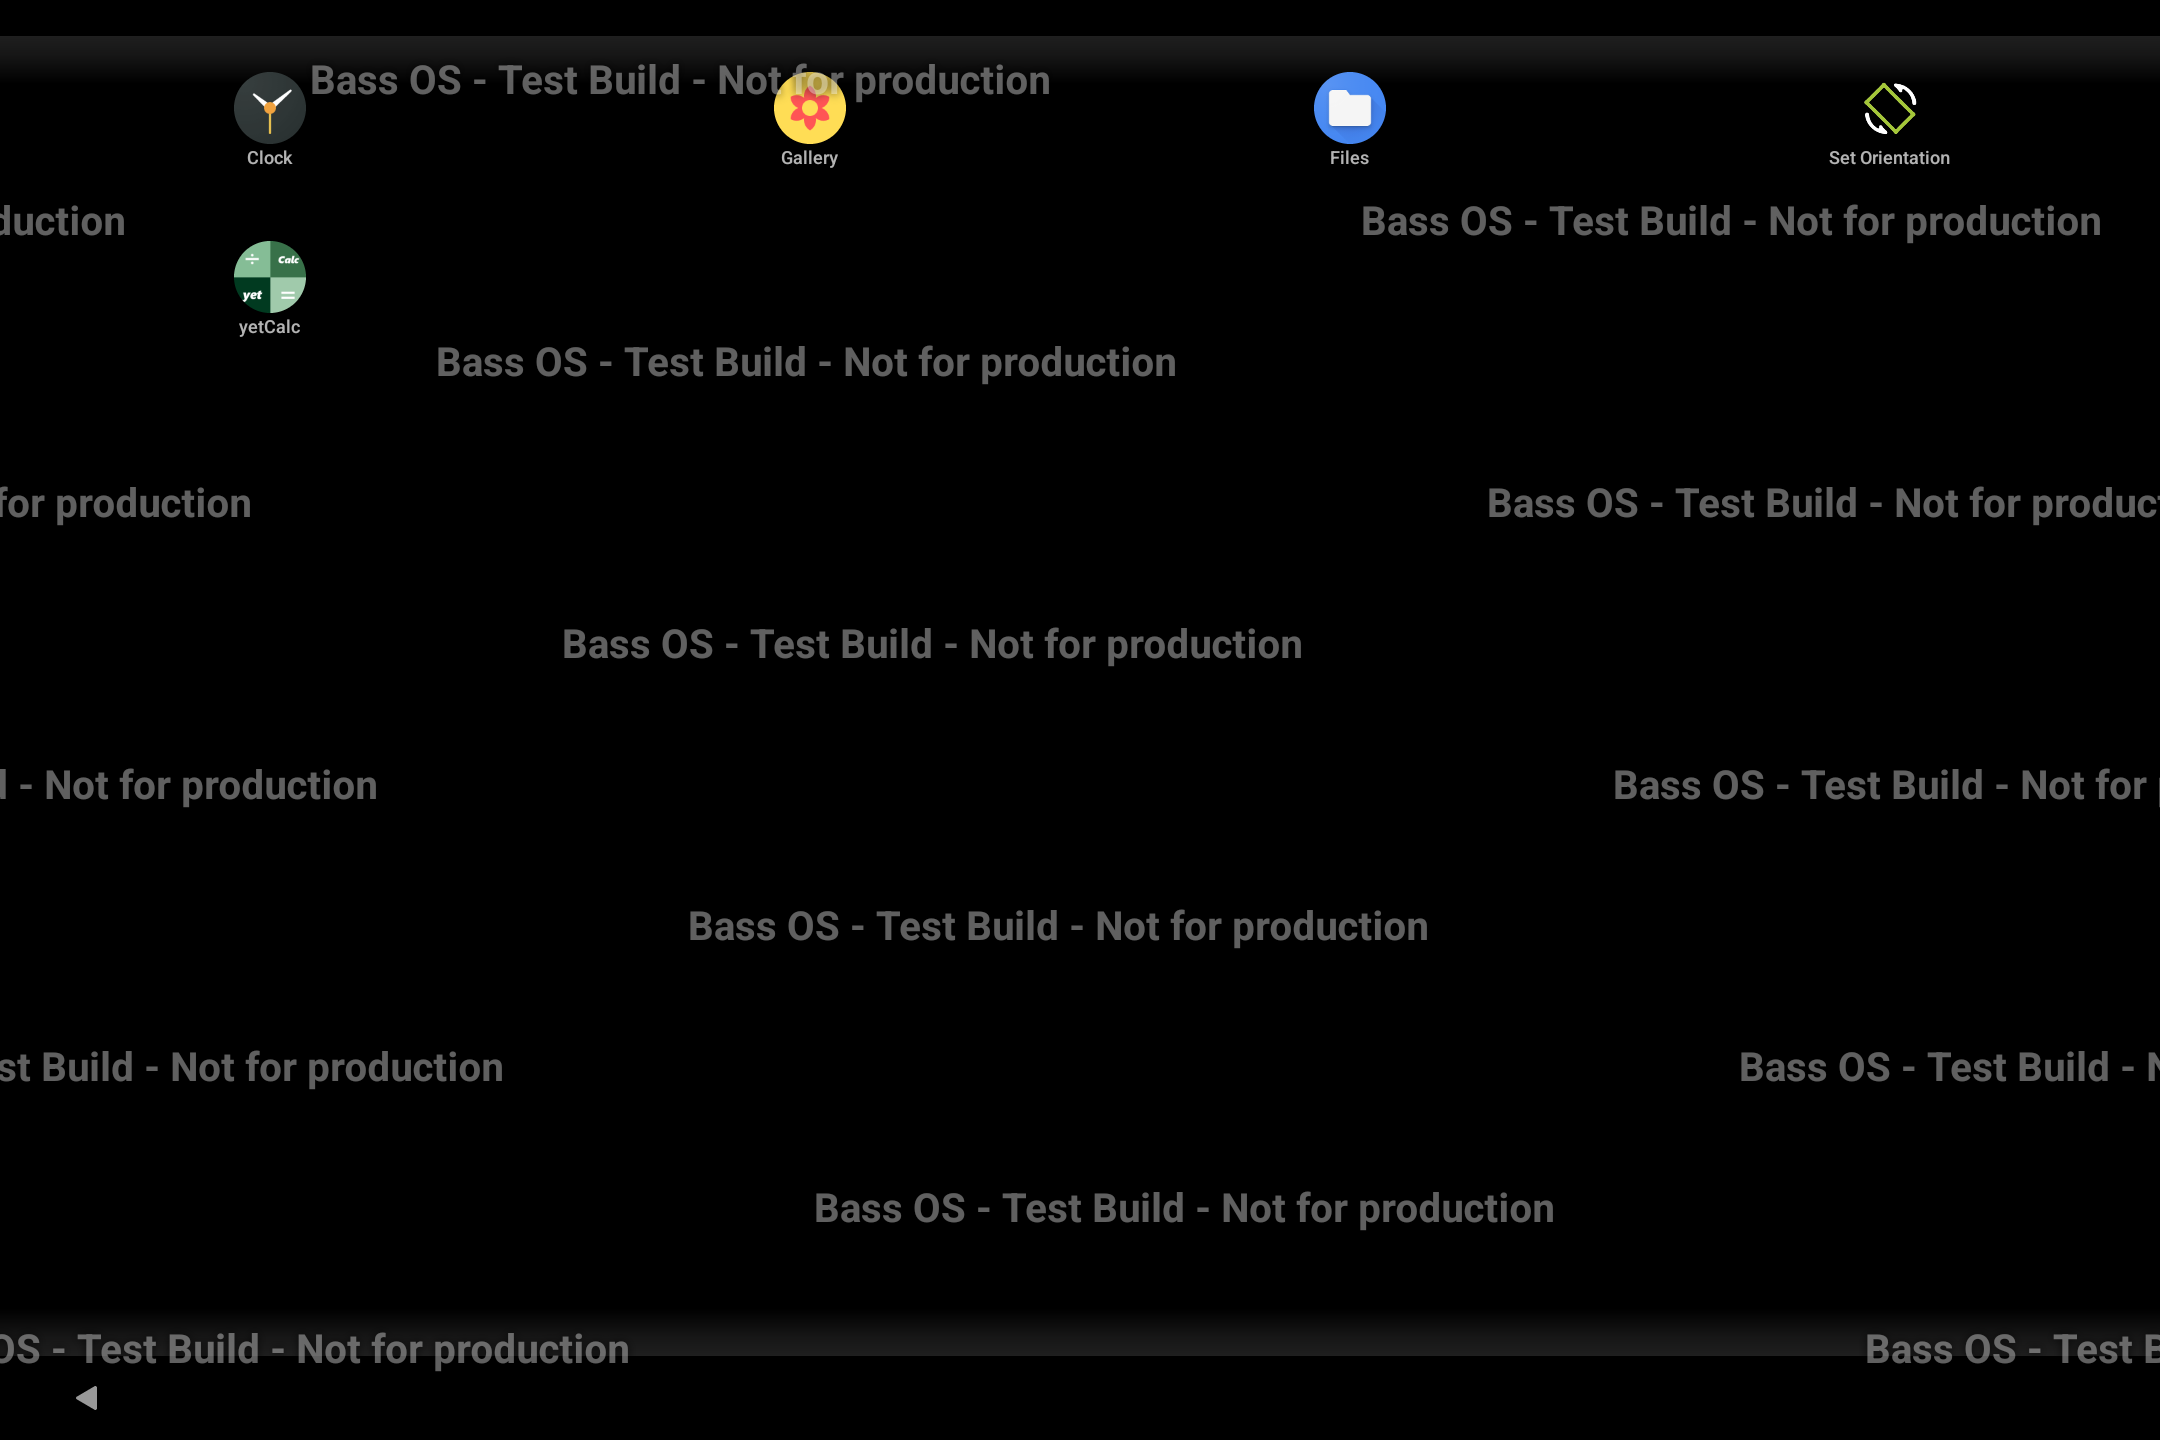 Bass OS - Test Build - Not for production
Clock
Gallery
Files
Set Orientation
duction
Bass OS - Test Build - Not for production
÷ Calc
yet =
yetCalc
Bass OS - Test Build - Not for production
for production
Bass OS - Test Build - Not for product
Bass OS - Test Build - Not for production
d - Not for production
Bass OS - Test Build - Not for
Bass OS - Test Build - Not for production
st Build - Not for production
Bass OS - Test Build - N
Bass OS - Test Build - Not for production
OS - Test Build - Not for production
Bass OS - Test B